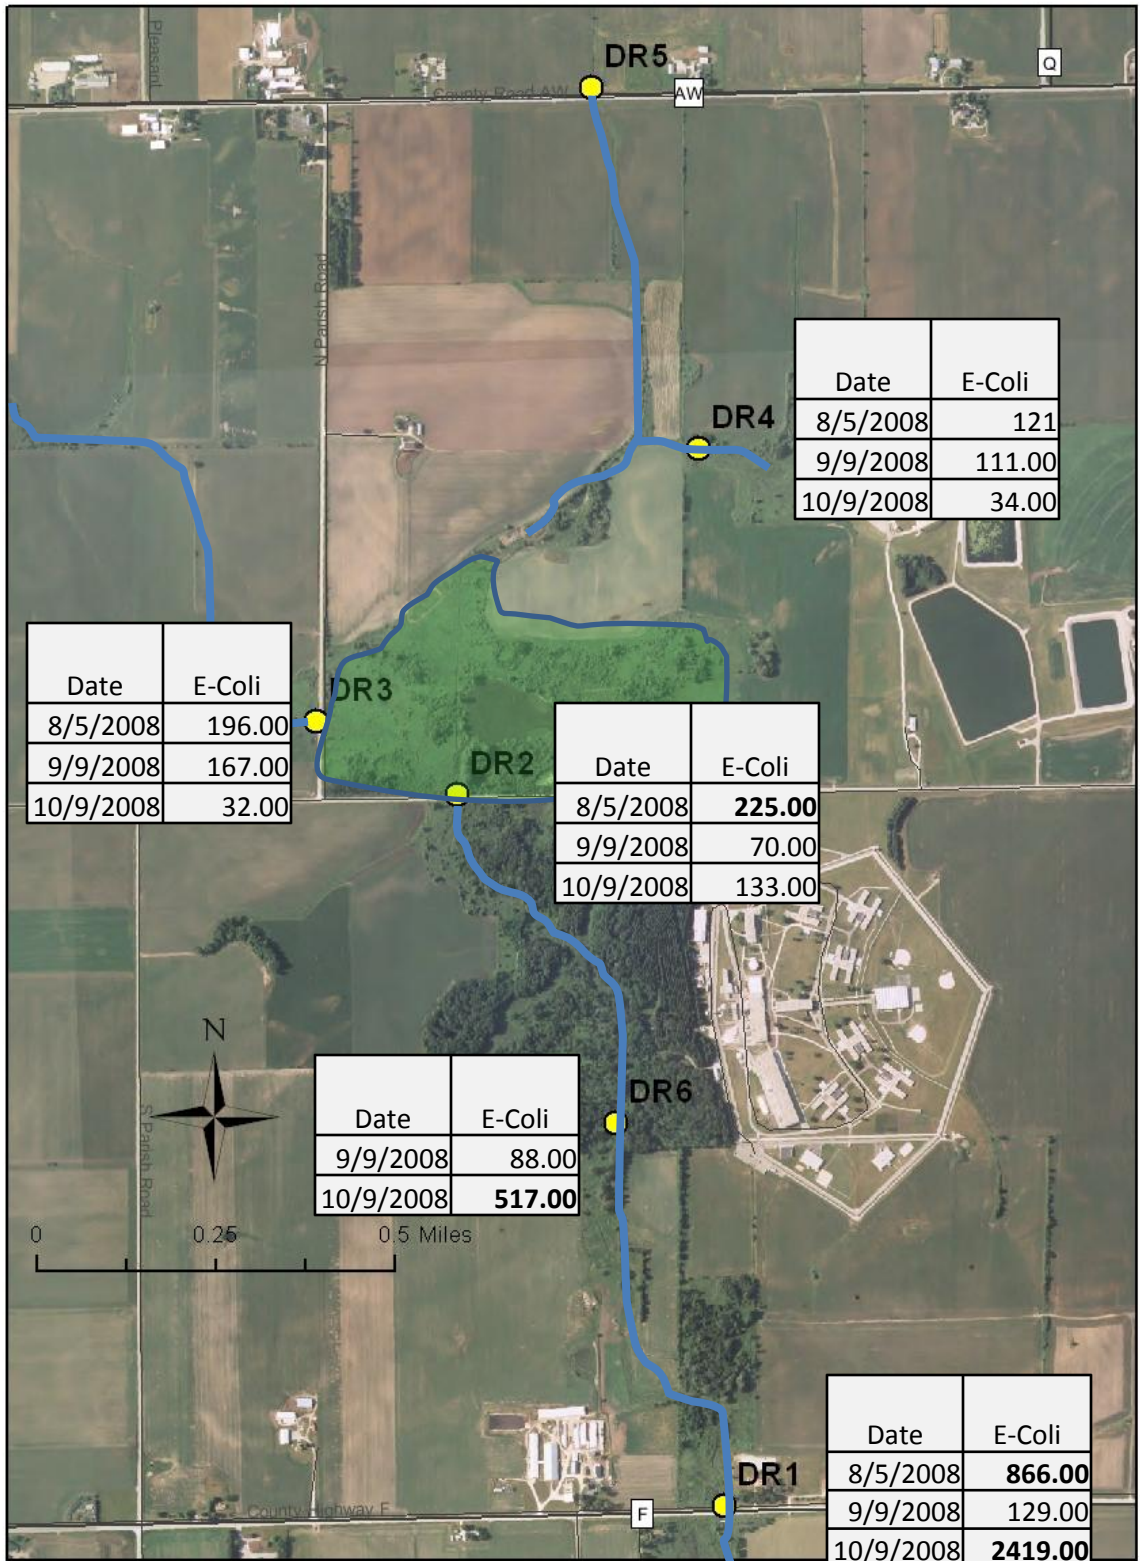 Pleasant
DR5
Q
County Road AW
AW
N Parish Road
Date E-Coli
8/5/2008 121
9/9/2008 111.00
10/9/2008 34.00
DR4
Date E-Coli
8/5/2008 196.00
9/9/2008 167.00
10/9/2008 32.00
DR3
DR2
Date E-Coli
8/5/2008 225.00
9/9/2008 70.00
10/9/2008 133.00
N
S Parish Road
DR6
Date E-Coli
9/9/2008 88.00
10/9/2008 517.00
0 0.25 0.5 Miles
Date E-Coli
8/5/2008 866.00
9/9/2008 129.00
10/9/2008 2419.00
DR1
County Highway F
F